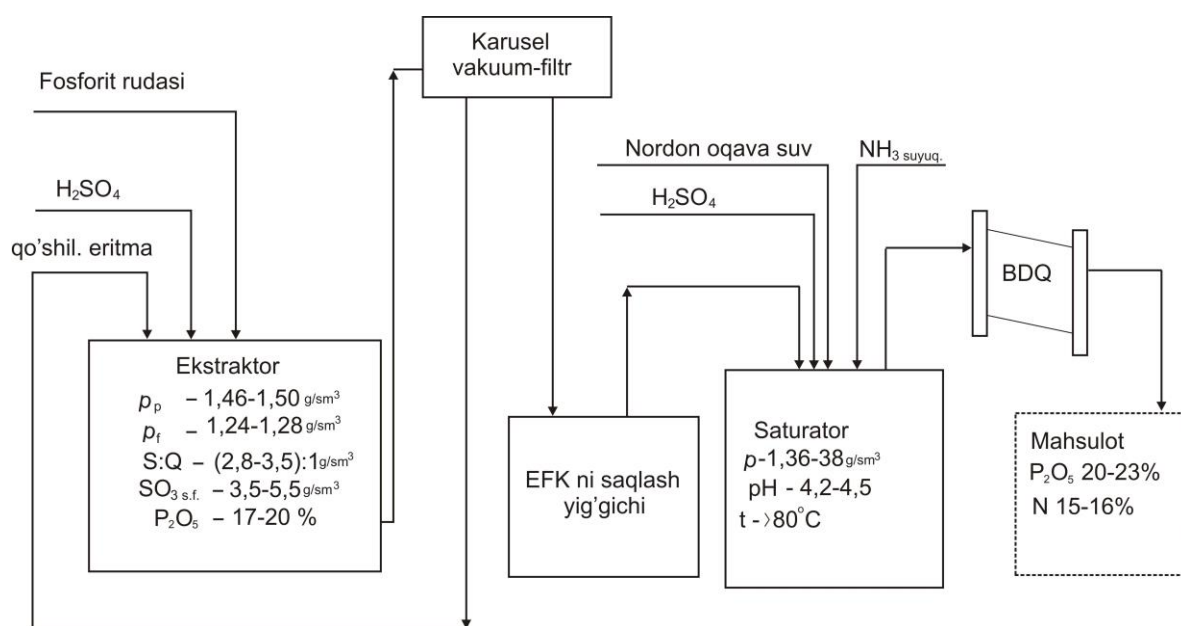 Karusel
vakuum-filtr
Fosforit rudasi
H₂SO₄
qo'shil. eritma
Ekstraktor
pₚ – 1,46-1,50 g/sm³
p_f – 1,24-1,28 g/sm³
S:Q – (2,8-3,5):1 g/sm³
SO₃ s.f. – 3,5-5,5 g/sm³
P₂O₅ – 17-20 %
Nordon oqava suv
H₂SO₄
NH₃ suyuq.
EFK ni saqlash
yig'gichi
Saturator
p-1,36-38 g/sm³
pH - 4,2-4,5
t - >80°C
BDQ
Mahsulot
P₂O₅ 20-23%
N 15-16%